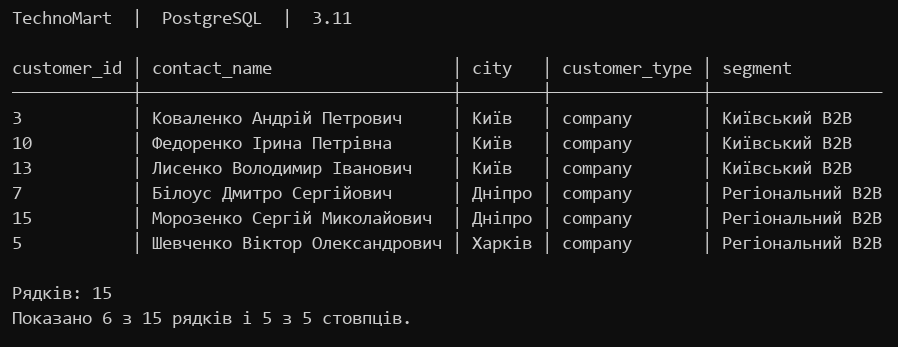 TechnoMart | PostgreSQL | 3.11
customer_id | contact_name | city | customer_type | segment
3 | Коваленко Андрій Петрович | Київ | company | Київський B2B
10 | Федоренко Ірина Петрівна | Київ | company | Київський B2B
13 | Лисенко Володимир Іванович | Київ | company | Київський B2B
7 | Білоус Дмитро Сергійович | Дніпро | company | Регіональний B2B
15 | Морозенко Сергій Миколайович | Дніпро | company | Регіональний B2B
5 | Шевченко Віктор Олександрович | Харків | company | Регіональний B2B
Рядків: 15
Показано 6 з 15 рядків і 5 з 5 стовпців.